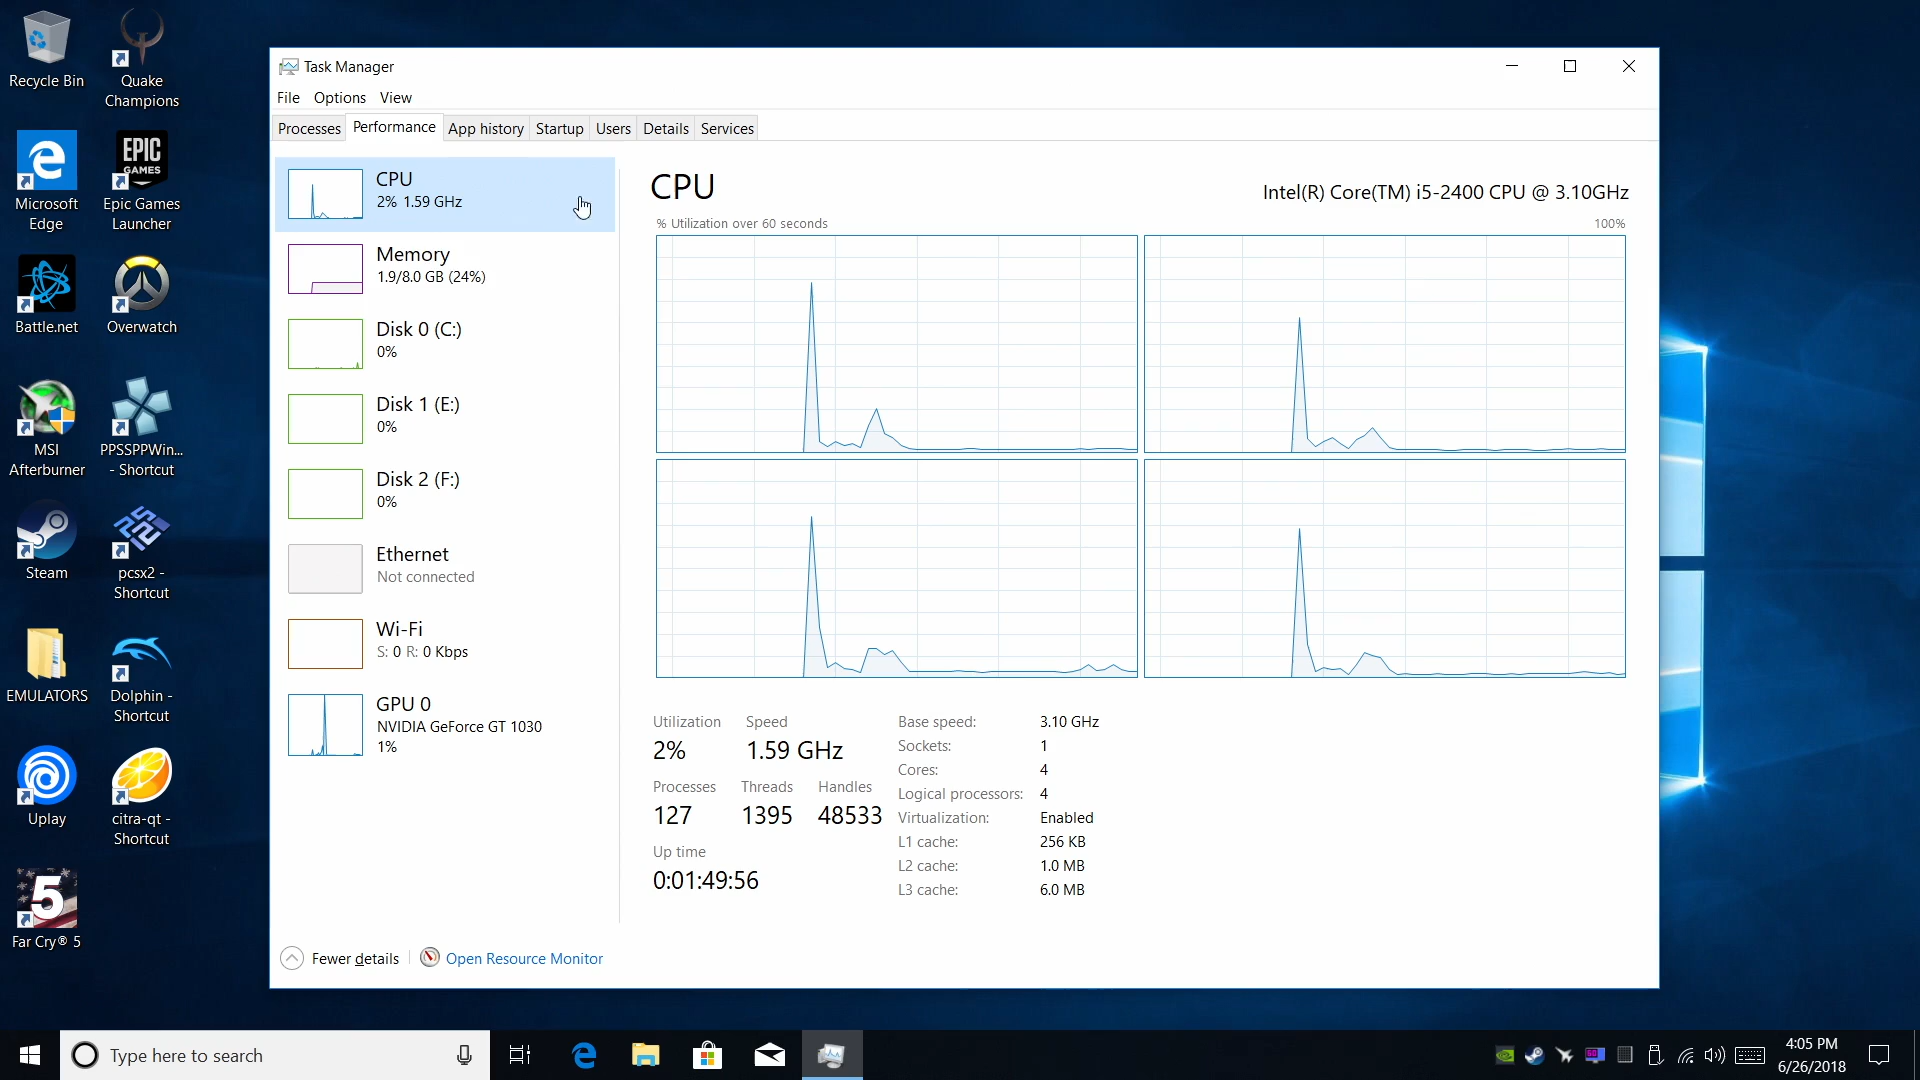 Recycle Bin
Quake
Champions
Microsoft
Edge
EPIC
GAMES
Epic Games
Launcher
Battle.net
Overwatch
MSI
Afterburner
PPSSPPWin...
- Shortcut
Steam
pcsx2 -
Shortcut
EMULATORS
Dolphin -
Shortcut
Uplay
citra-qt -
Shortcut
5
Far Cry® 5
Task Manager
File Options View
Processes Performance App history Startup Users Details Services
CPU
2% 1.59 GHz
Memory
1.9/8.0 GB (24%)
Disk 0 (C:)
0%
Disk 1 (E:)
0%
Disk 2 (F:)
0%
Ethernet
Not connected
Wi-Fi
S: 0 R: 0 Kbps
GPU 0
NVIDIA GeForce GT 1030
1%
CPU
Intel(R) Core(TM) i5-2400 CPU @ 3.10GHz
% Utilization over 60 seconds 100%
Utilization Speed
2% 1.59 GHz
Processes Threads Handles
127 1395 48533
Up time
0:01:49:56
Base speed: 3.10 GHz
Sockets: 1
Cores: 4
Logical processors: 4
Virtualization: Enabled
L1 cache: 256 KB
L2 cache: 1.0 MB
L3 cache: 6.0 MB
Fewer details
Open Resource Monitor
Type here to search
4:05 PM
6/26/2018